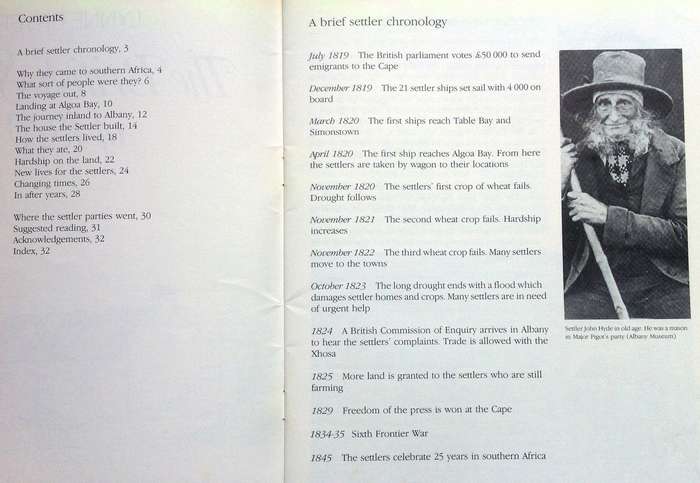 Contents
A brief settler chronology, 3
Why they came to southern Africa, 4
What sort of people were they? 6
The voyage out, 8
Landing at Algoa Bay, 10
The journey inland to Albany, 12
The house the Settler built, 14
How the settlers lived, 18
What they ate, 20
Hardship on the land, 22
New lives for the settlers, 24
Changing times, 26
In after years, 28
Where the settler parties went, 30
Suggested reading, 31
Acknowledgements, 32
Index, 32
A brief settler chronology
July 1819 The British parliament votes £50 000 to send
emigrants to the Cape
December 1819 The 21 settler ships set sail with 4 000 on
board
March 1820 The first ships reach Table Bay and
Simonstown
April 1820 The first ship reaches Algoa Bay. From here
the settlers are taken by wagon to their locations
November 1820 The settlers' first crop of wheat fails.
Drought follows
November 1821 The second wheat crop fails. Hardship
increases
November 1822 The third wheat crop fails. Many settlers
move to the towns
October 1823 The long drought ends with a flood which
damages settler homes and crops. Many settlers are in need
of urgent help
1824 A British Commission of Enquiry arrives in Albany
to hear the settlers' complaints. Trade is allowed with the
Xhosa
1825 More land is granted to the settlers who are still
farming
1829 Freedom of the press is won at the Cape
1834-35 Sixth Frontier War
1845 The settlers celebrate 25 years in southern Africa
Settler John Hyde in old age. He was a mason
in Major Pigot's party (Albany Museum)